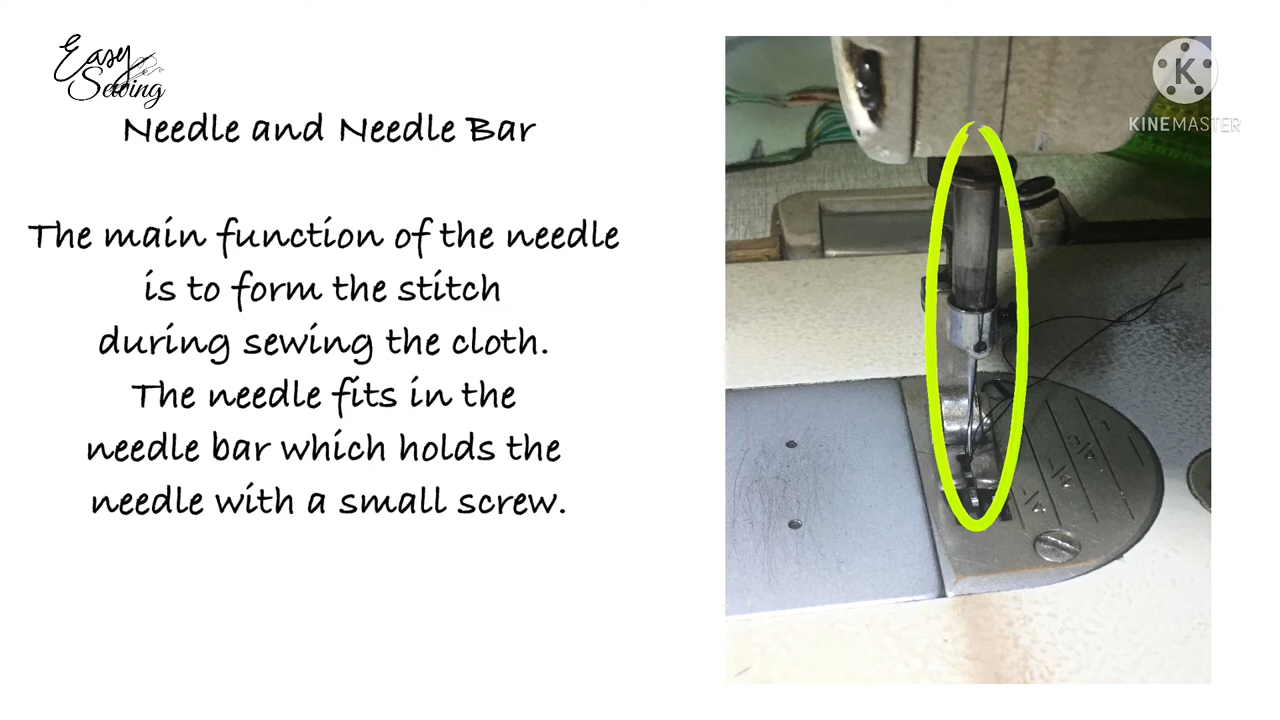 Easy
Sewing
Needle and Needle Bar
The main function of the needle
is to form the stitch
during sewing the cloth.
The needle fits in the
needle bar which holds the
needle with a small screw.
K
KINEMASTER